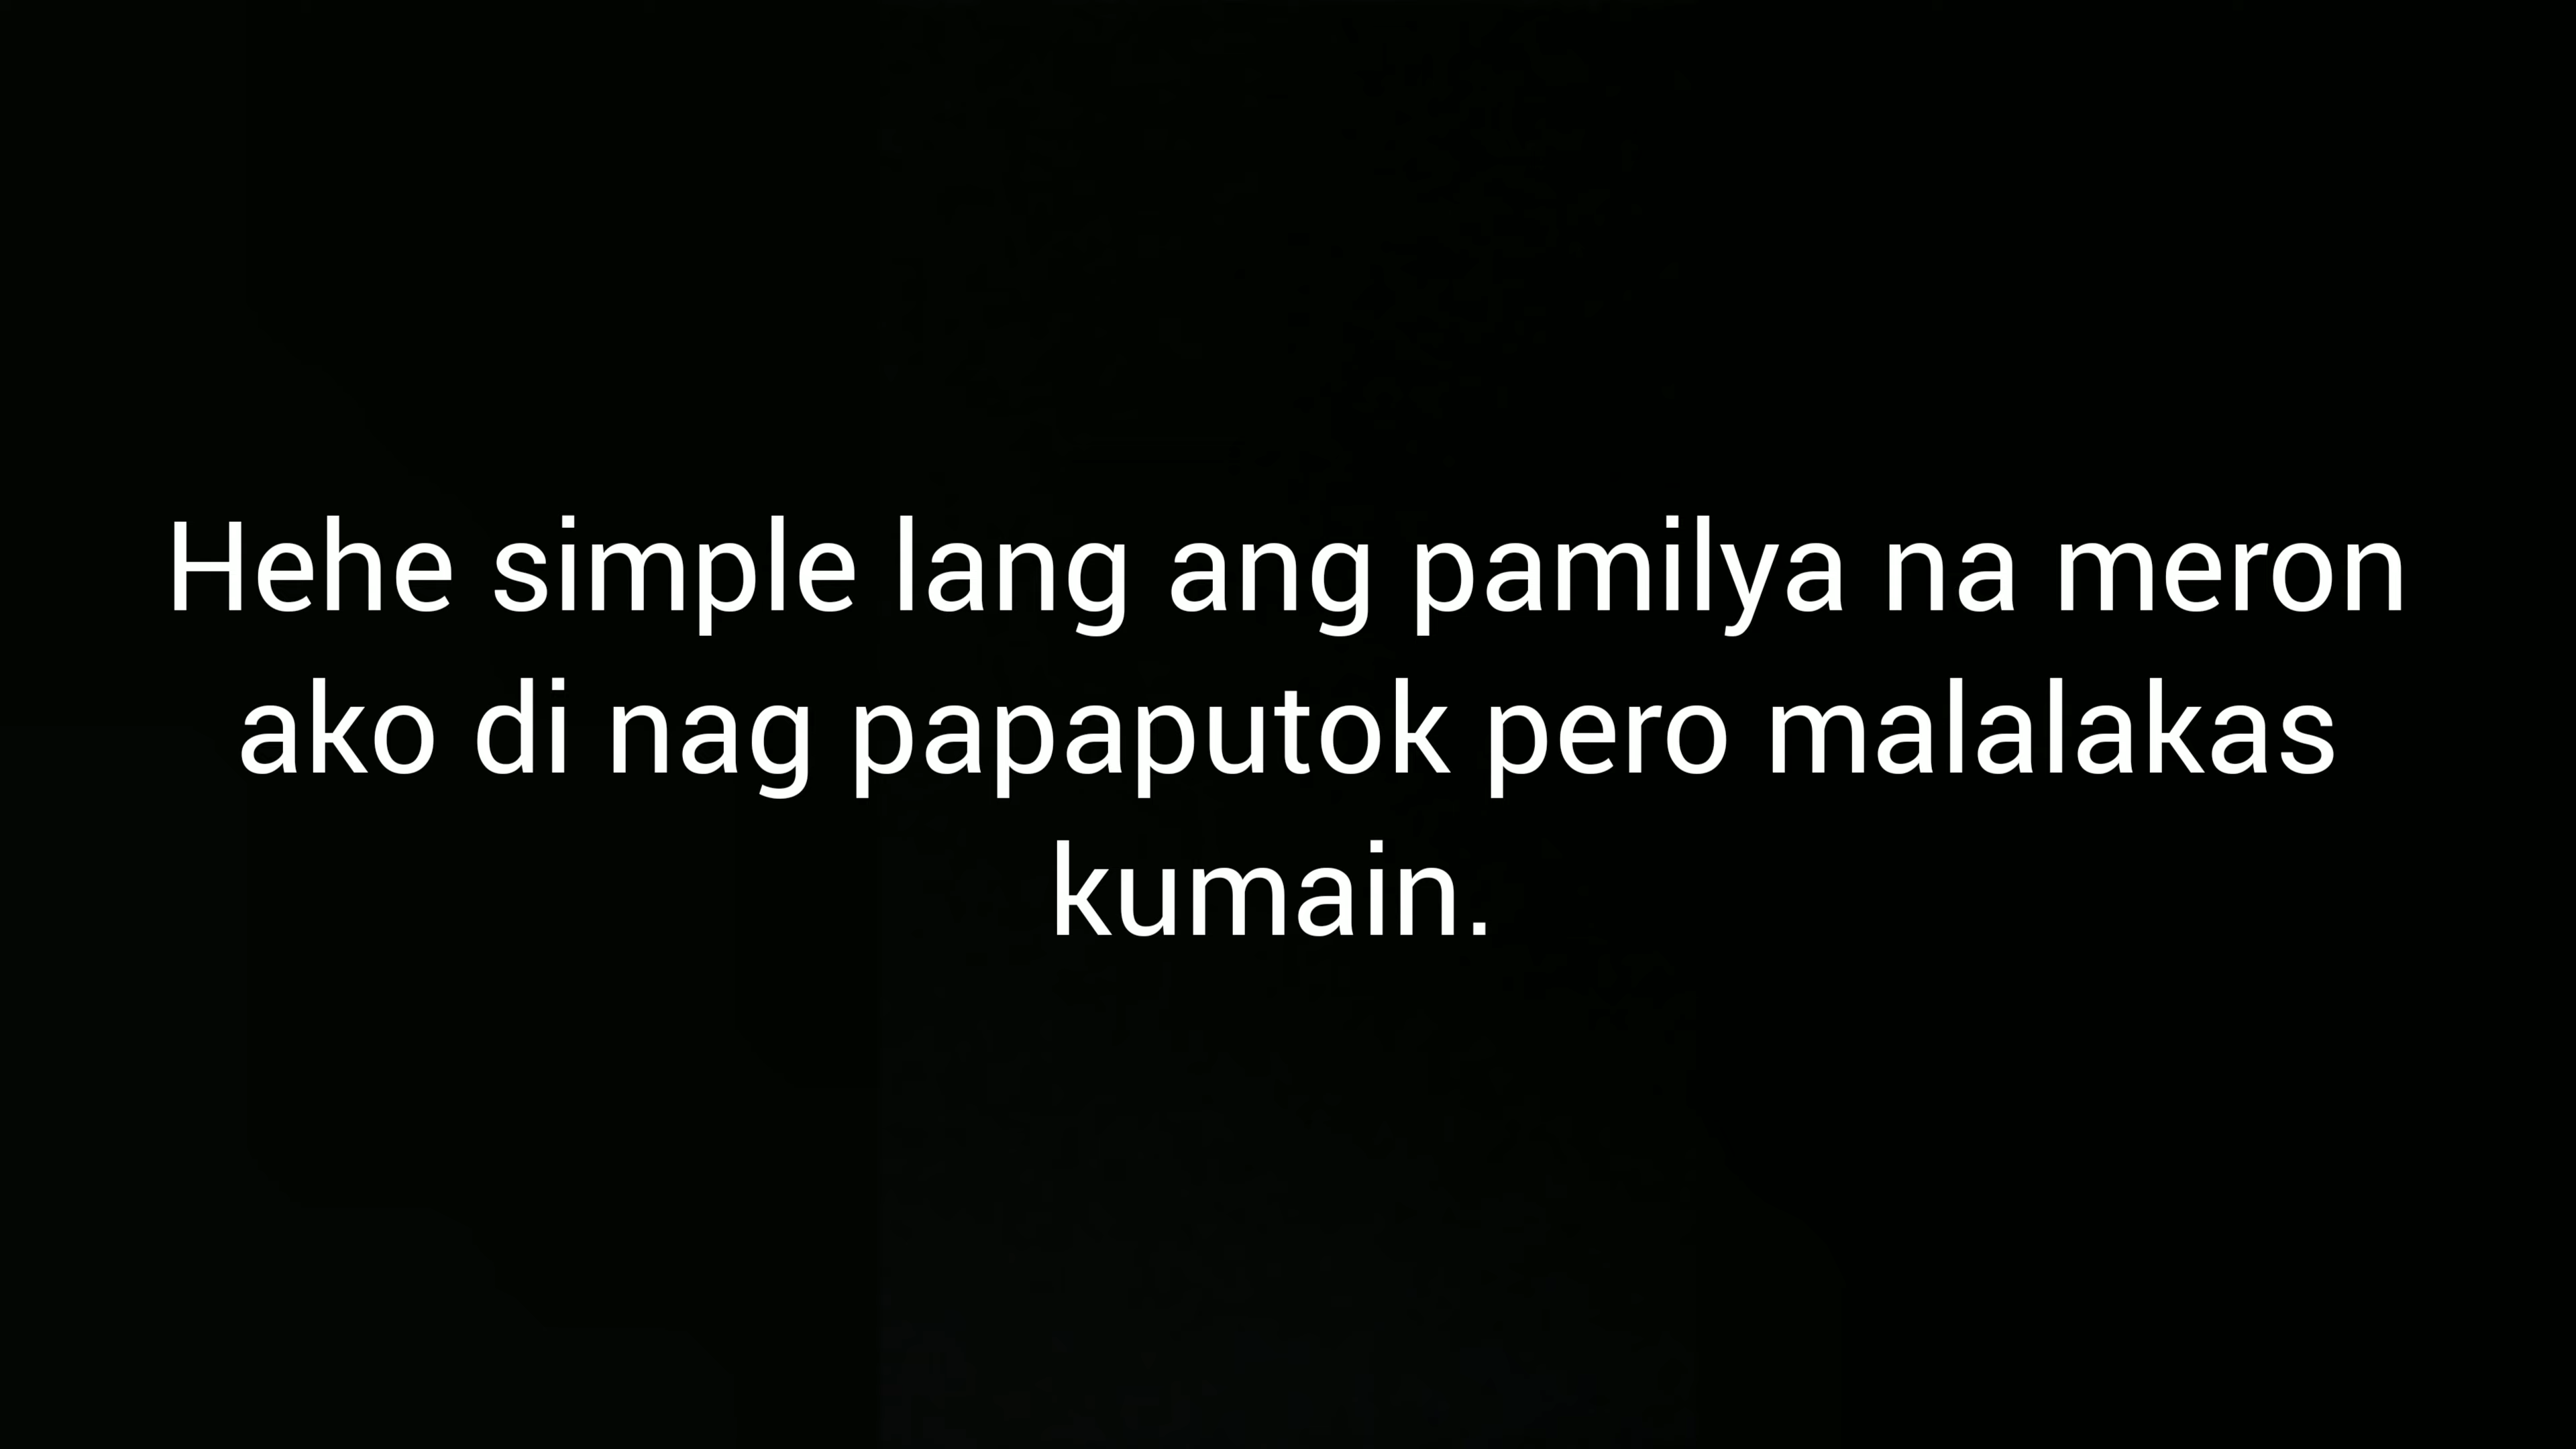 Hehe simple lang ang pamilya na meron
ako di nag papaputok pero malalakas
kumain.